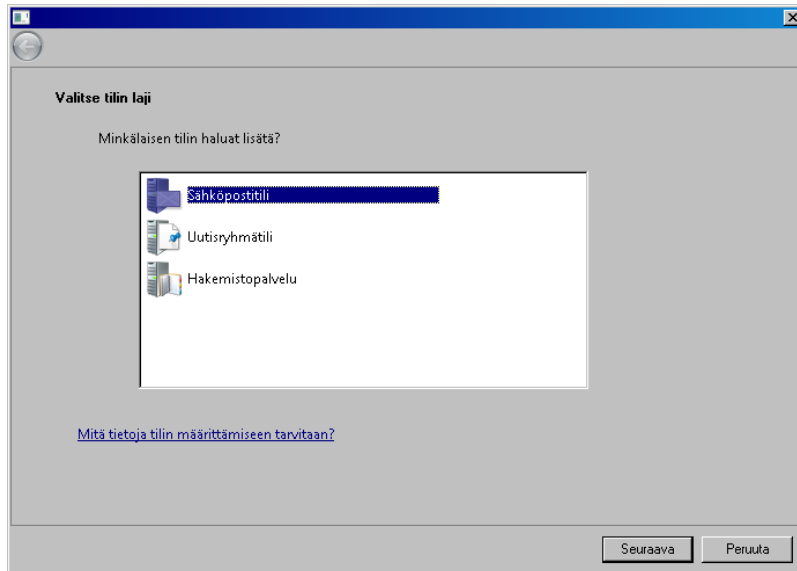 Valitse tilin laji
Minkälaisen tilin haluat lisätä?
Sähköpostitili
Uutisryhmätili
Hakemistopalvelu
Mitä tietoja tilin määrittämiseen tarvitaan?
Seuraava Peruuta